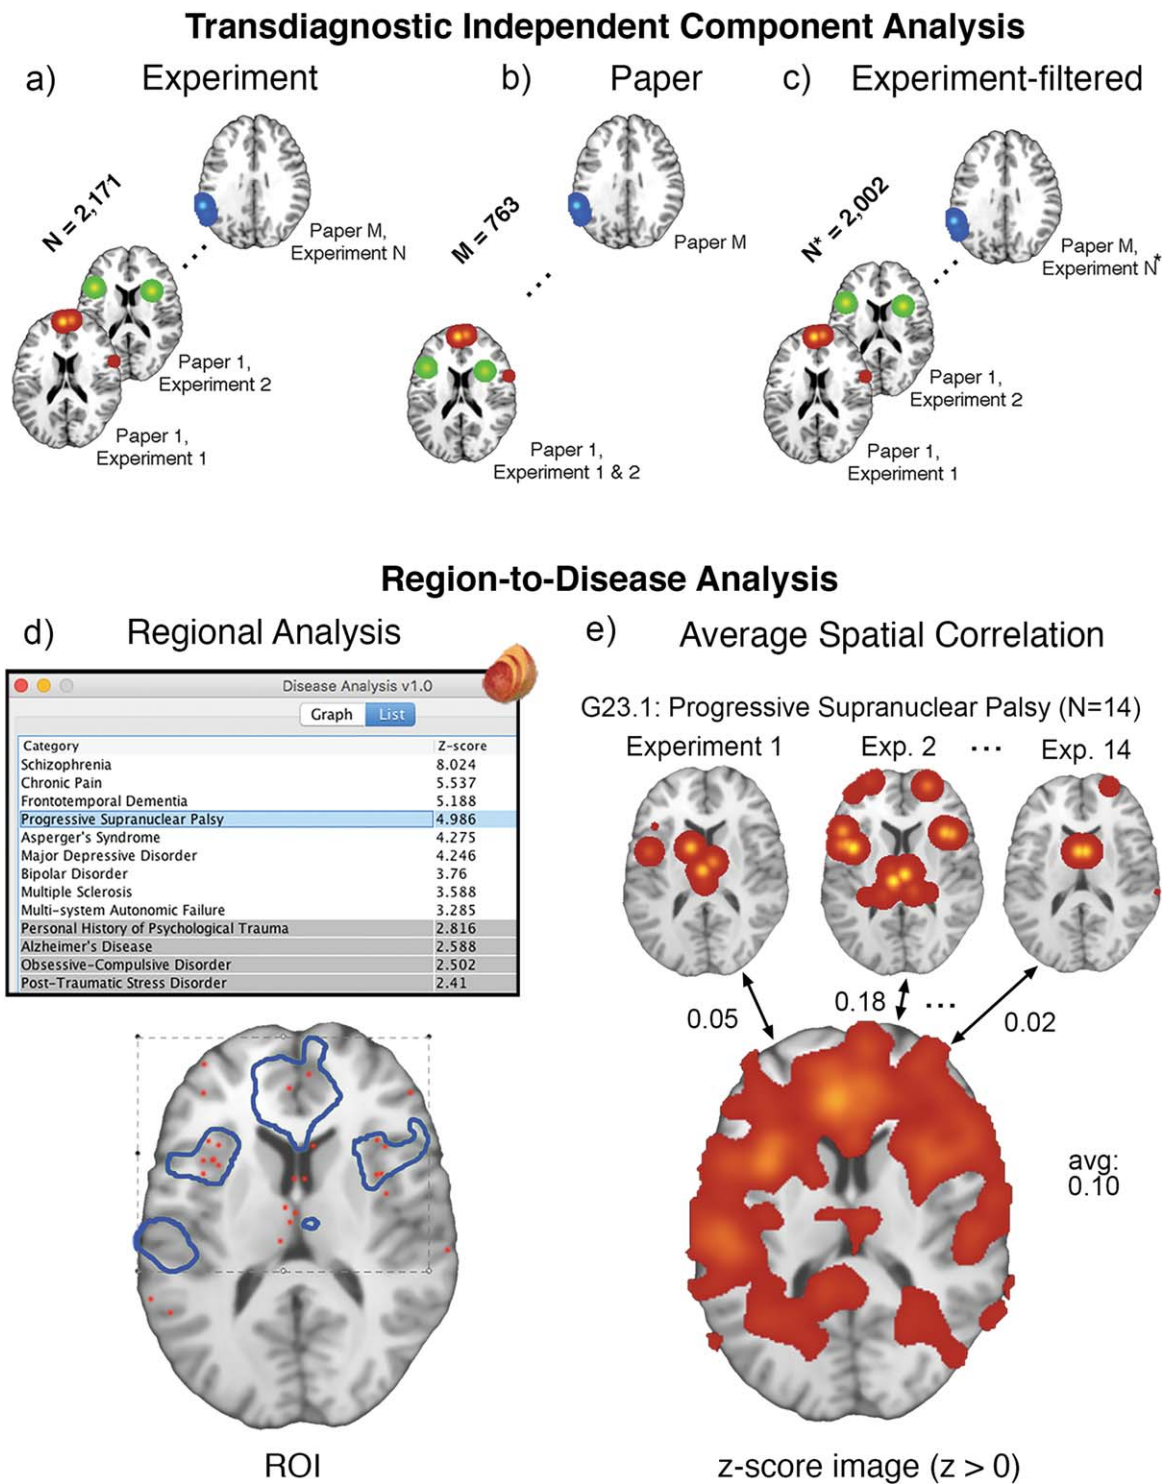 Transdiagnostic Independent Component Analysis
a) Experiment
b) Paper
c) Experiment-filtered
N = 2,171
Paper M,
Experiment N
Paper 1,
Experiment 2
Paper 1,
Experiment 1
M = 763
Paper M
Paper 1,
Experiment 1 & 2
N* = 2,002
Paper M,
Experiment N*
Paper 1,
Experiment 2
Paper 1,
Experiment 1
Region-to-Disease Analysis
d) Regional Analysis
Disease Analysis v1.0
Graph List
Category Z-score
Schizophrenia 8.024
Chronic Pain 5.537
Frontotemporal Dementia 5.188
Progressive Supranuclear Palsy 4.986
Asperger's Syndrome 4.275
Major Depressive Disorder 4.246
Bipolar Disorder 3.76
Multiple Sclerosis 3.588
Multi-system Autonomic Failure 3.285
Personal History of Psychological Trauma 2.816
Alzheimer's Disease 2.588
Obsessive-Compulsive Disorder 2.502
Post-Traumatic Stress Disorder 2.41
ROI
e) Average Spatial Correlation
G23.1: Progressive Supranuclear Palsy (N=14)
Experiment 1 Exp. 2 ... Exp. 14
0.05 0.18 ... 0.02
avg:
0.10
z-score image (z > 0)